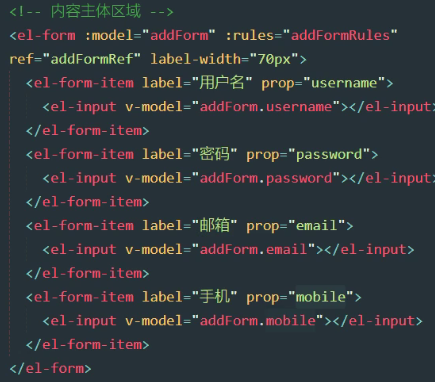 <!-- 内容主体区域 -->
<el-form :model="addForm" :rules="addFormRules"
ref="addFormRef" label-width="70px">
<el-form-item label="用户名" prop="username">
<el-input v-model="addForm.username"></el-input>
</el-form-item>
<el-form-item label="密码" prop="password">
<el-input v-model="addForm.password"></el-input>
</el-form-item>
<el-form-item label="邮箱" prop="email">
<el-input v-model="addForm.email"></el-input>
</el-form-item>
<el-form-item label="手机" prop="mobile">
<el-input v-model="addForm.mobile"></el-input>
</el-form-item>
</el-form>